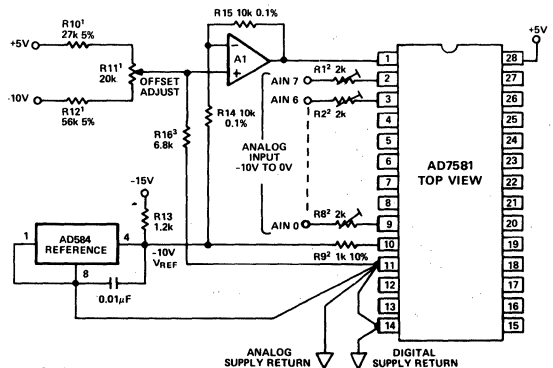 R15 10k 0.1%
R10¹
27k 5%
+5V
R11¹
20k
OFFSET
ADJUST
-10V
R12¹
56k 5%
A1
−
+
R14 10k
0.1%
R16³
6.8k
ANALOG
INPUT
-10V TO 0V
AIN 7
R1² 2k
AIN 6
R2² 2k
AIN 0
R8² 2k
R9² 1k 10%
-15V
R13
1.2k
1
AD584
REFERENCE
4
8
-10V
VREF
0.01µF
AD7581
TOP VIEW
1
2
3
4
5
6
7
8
9
10
11
12
13
14
28
27
26
25
24
23
22
21
20
19
18
17
16
15
+5V
ANALOG
SUPPLY RETURN
DIGITAL
SUPPLY RETURN